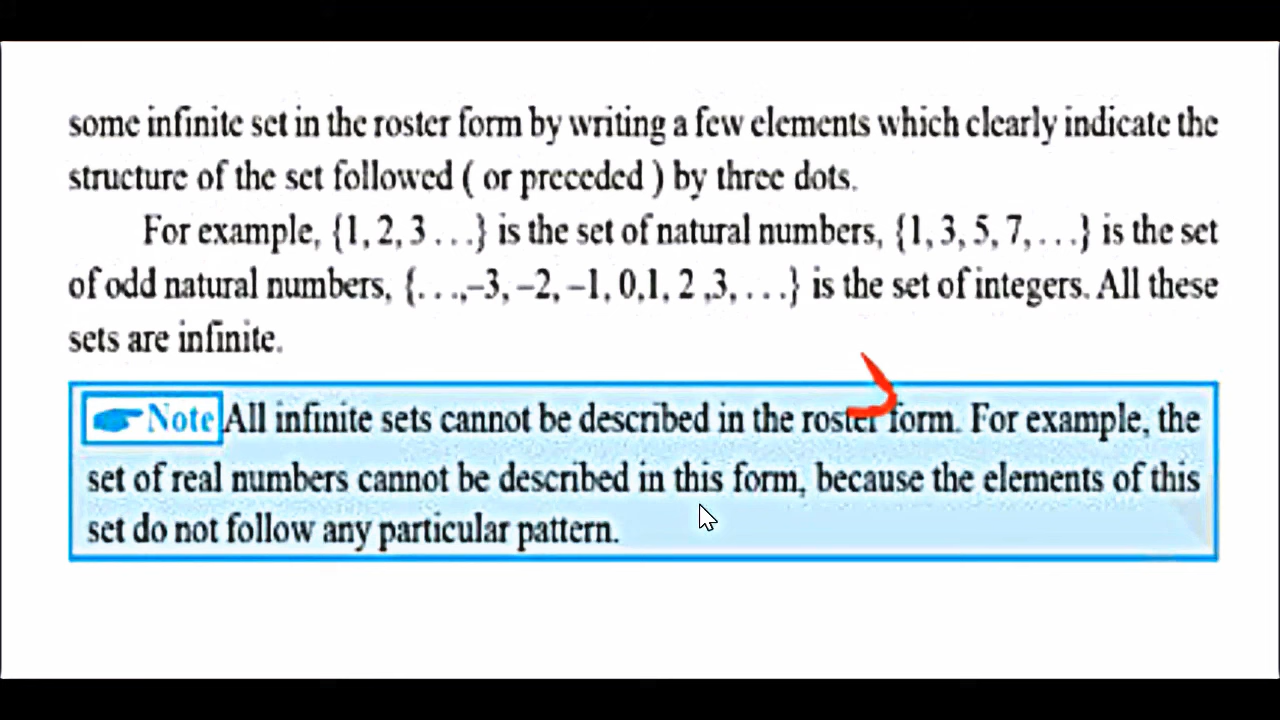 some infinite set in the roster form by writing a few elements which clearly indicate the
structure of the set followed ( or preceded ) by three dots.
For example, {1, 2, 3 . . .} is the set of natural numbers, {1, 3, 5, 7, . . .} is the set
of odd natural numbers, {. . .,–3, –2, –1, 0,1, 2 ,3, . . .} is the set of integers. All these
sets are infinite.
Note All infinite sets cannot be described in the roster form. For example, the
set of real numbers cannot be described in this form, because the elements of this
set do not follow any particular pattern.